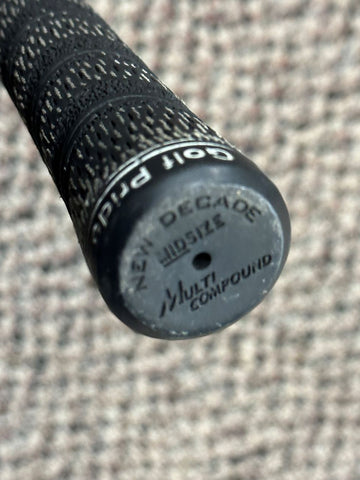 Golf Pride
NEW DECADE
MIDSIZE
MULTI
COMPOUND